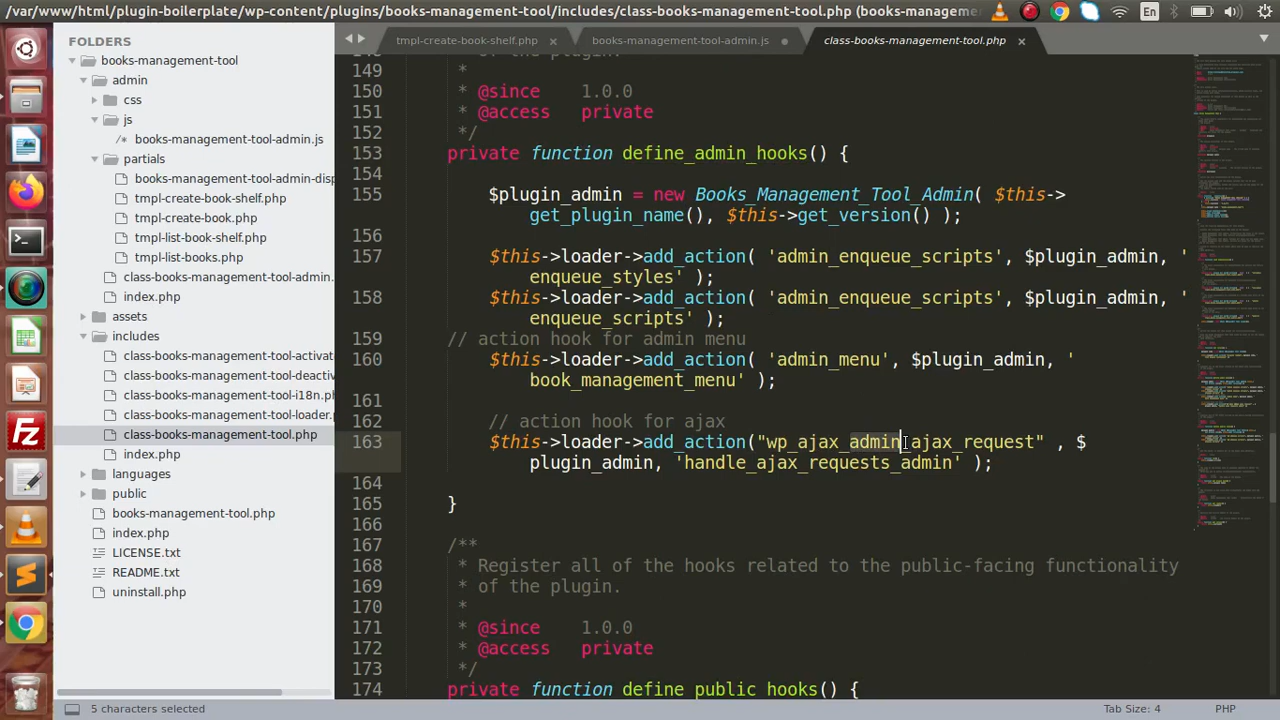 /var/www/html/plugin-boilerplate/wp-content/plugins/books-management-tool/includes/class-books-management-tool.php (books-manageme
En
FOLDERS
books-management-tool
admin
css
js
books-management-tool-admin.js
partials
books-management-tool-admin-disp
tmpl-create-book-shelf.php
tmpl-create-book.php
tmpl-list-book-shelf.php
tmpl-list-books.php
class-books-management-tool-admin.
index.php
assets
includes
class-books-management-tool-activat
class-books-management-tool-deactiv
class-books-management-tool-i18n.ph
class-books-management-tool-loader.
class-books-management-tool.php
index.php
languages
public
books-management-tool.php
index.php
LICENSE.txt
README.txt
uninstall.php
tmpl-create-book-shelf.php
books-management-tool-admin.js
class-books-management-tool.php
148 * of the plugin.
149 *
150 * @since 1.0.0
151 * @access private
152 */
153 private function define_admin_hooks() {
154
155 $plugin_admin = new Books_Management_Tool_Admin( $this->
get_plugin_name(), $this->get_version() );
156
157 $this->loader->add_action( 'admin_enqueue_scripts', $plugin_admin, '
enqueue_styles' );
158 $this->loader->add_action( 'admin_enqueue_scripts', $plugin_admin, '
enqueue_scripts' );
159 // action hook for admin menu
160 $this->loader->add_action( 'admin_menu', $plugin_admin, '
book_management_menu' );
161
162 // action hook for ajax
163 $this->loader->add_action("wp_ajax_admin_ajax_request" , $
plugin_admin, 'handle_ajax_requests_admin' );
164
165 }
166
167 /**
168 * Register all of the hooks related to the public-facing functionality
169 * of the plugin.
170 *
171 * @since 1.0.0
172 * @access private
173 */
174 private function define_public_hooks() {
5 characters selected
Tab Size: 4
PHP